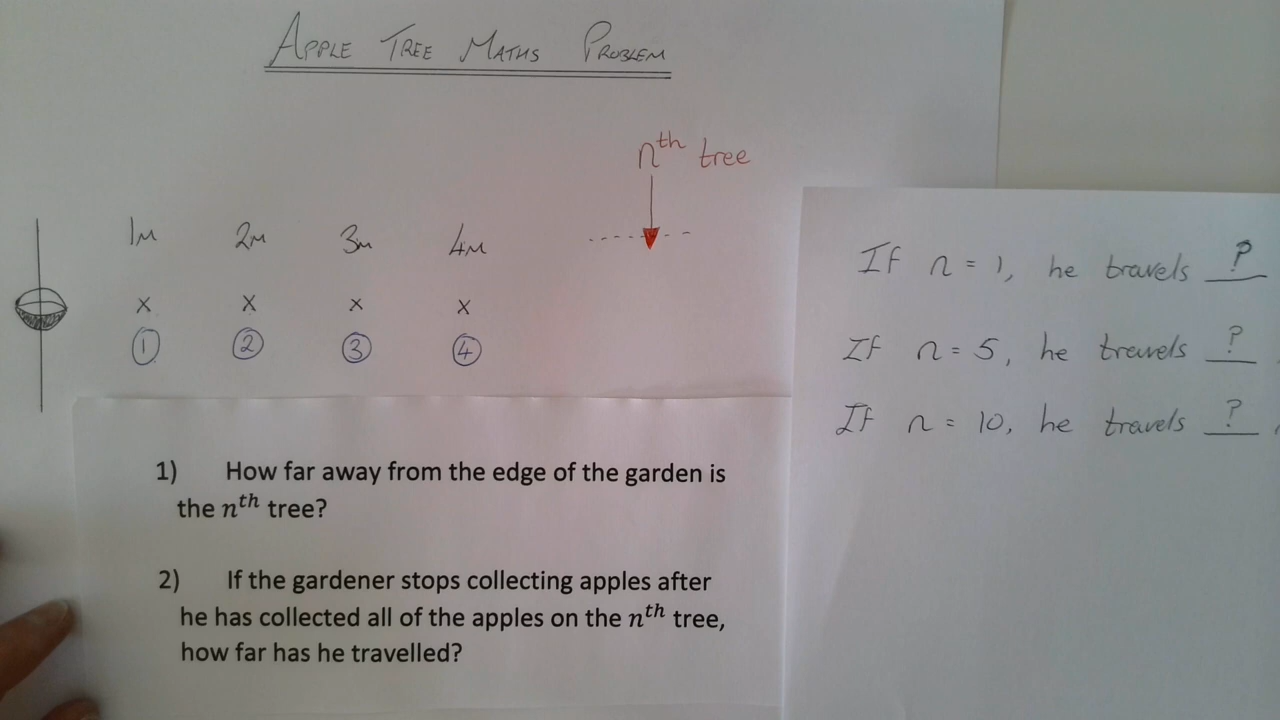 APPLE TREE MATHS PROBLEM
nth tree
1M 2M 3M 4M
x x x x
① ② ③ ④
If n = 1, he travels ?
If n = 5, he travels ?
If n = 10, he travels ?
1) How far away from the edge of the garden is
the nth tree?
2) If the gardener stops collecting apples after
he has collected all of the apples on the nth tree,
how far has he travelled?